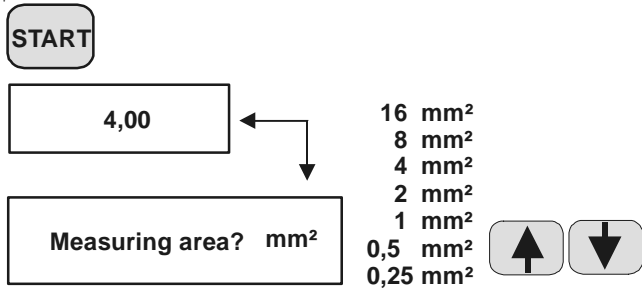 START
4,00
Measuring area? mm²
16 mm²
8 mm²
4 mm²
2 mm²
1 mm²
0,5 mm²
0,25 mm²